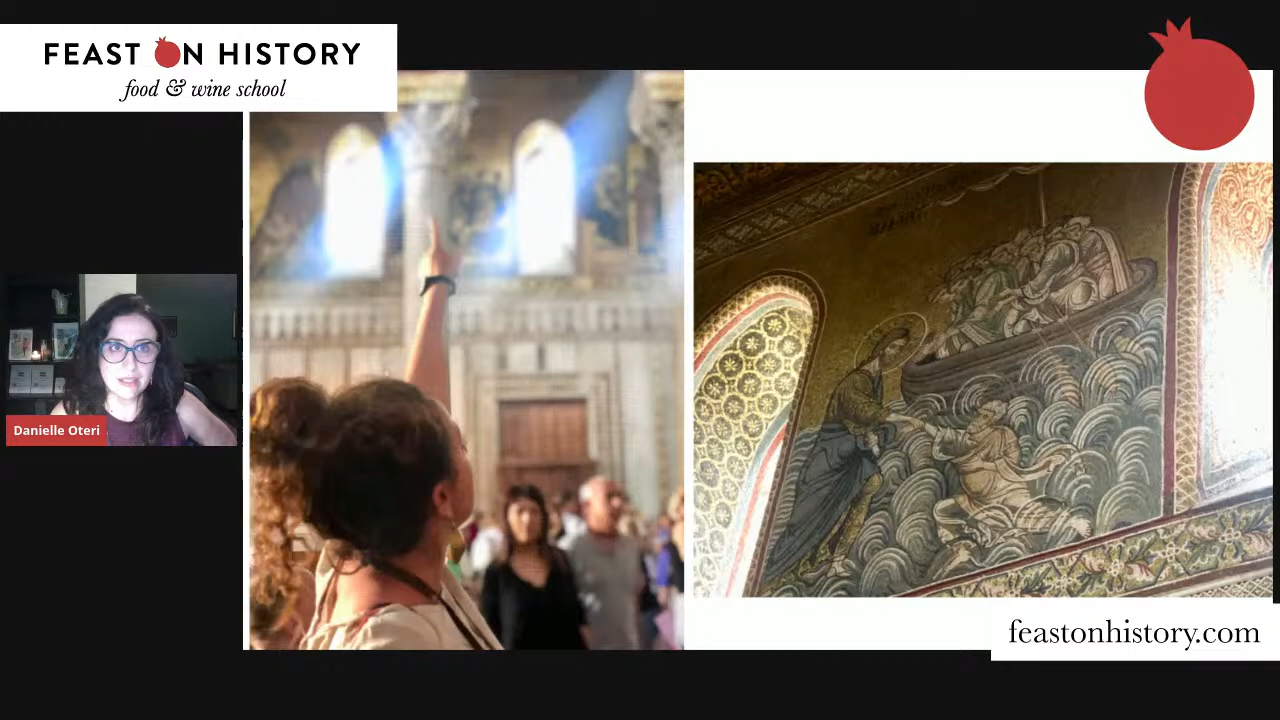 FEAST ON HISTORY
food & wine school
Danielle Oteri
feastonhistory.com